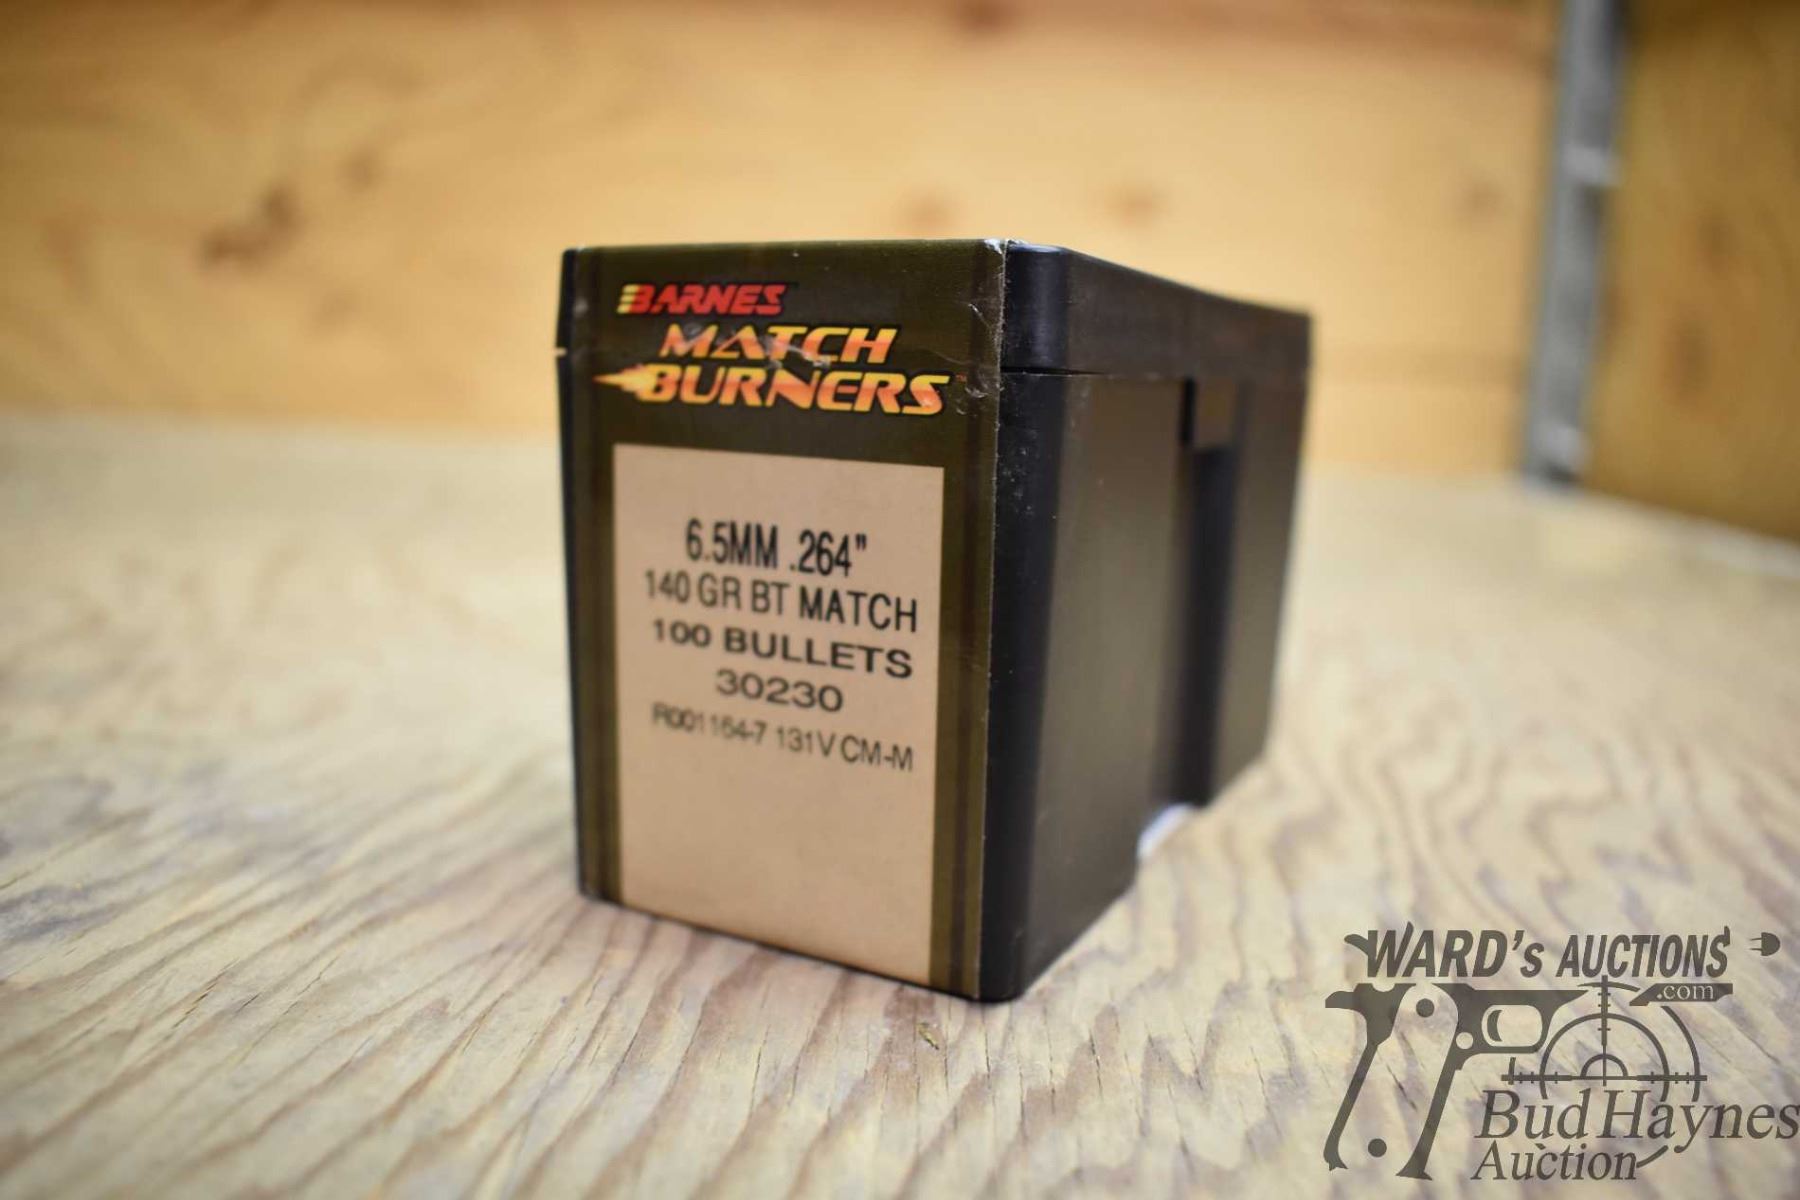 BARNES
MATCH
BURNERS™
6.5MM .264"
140 GR BT MATCH
100 BULLETS
30230
R001164-7 131V CM-M
WARD's AUCTIONS
.com
Bud Haynes
Auction